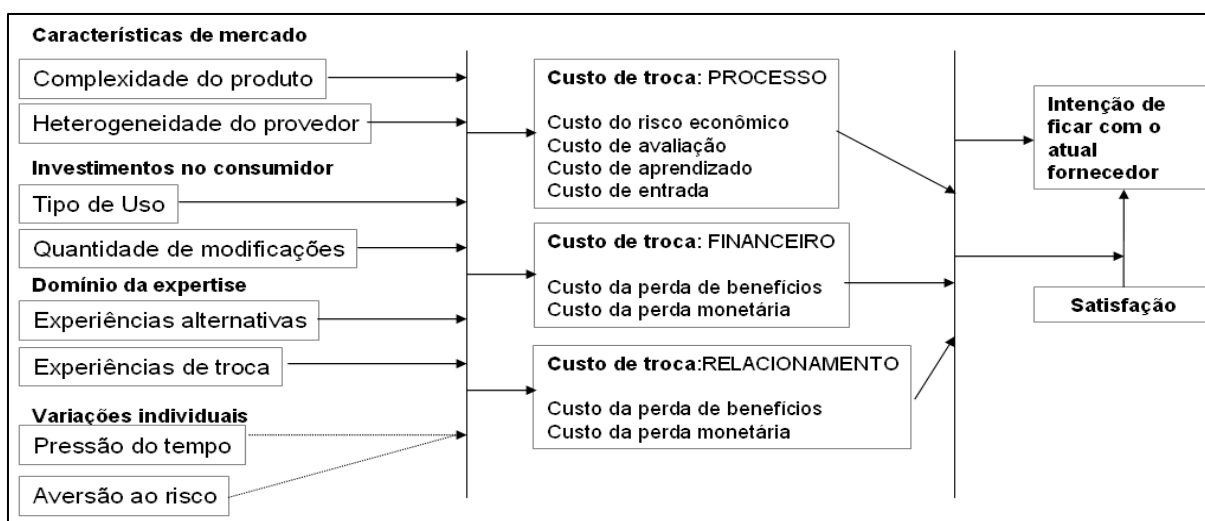 Características de mercado
Complexidade do produto
Heterogeneidade do provedor
Investimentos no consumidor
Tipo de Uso
Quantidade de modificações
Domínio da expertise
Experiências alternativas
Experiências de troca
Variações individuais
Pressão do tempo
Aversão ao risco
Custo de troca: PROCESSO
Custo do risco econômico
Custo de avaliação
Custo de aprendizado
Custo de entrada
Custo de troca: FINANCEIRO
Custo da perda de benefícios
Custo da perda monetária
Custo de troca:RELACIONAMENTO
Custo da perda de benefícios
Custo da perda monetária
Intenção de
ficar com o
atual
fornecedor
Satisfação